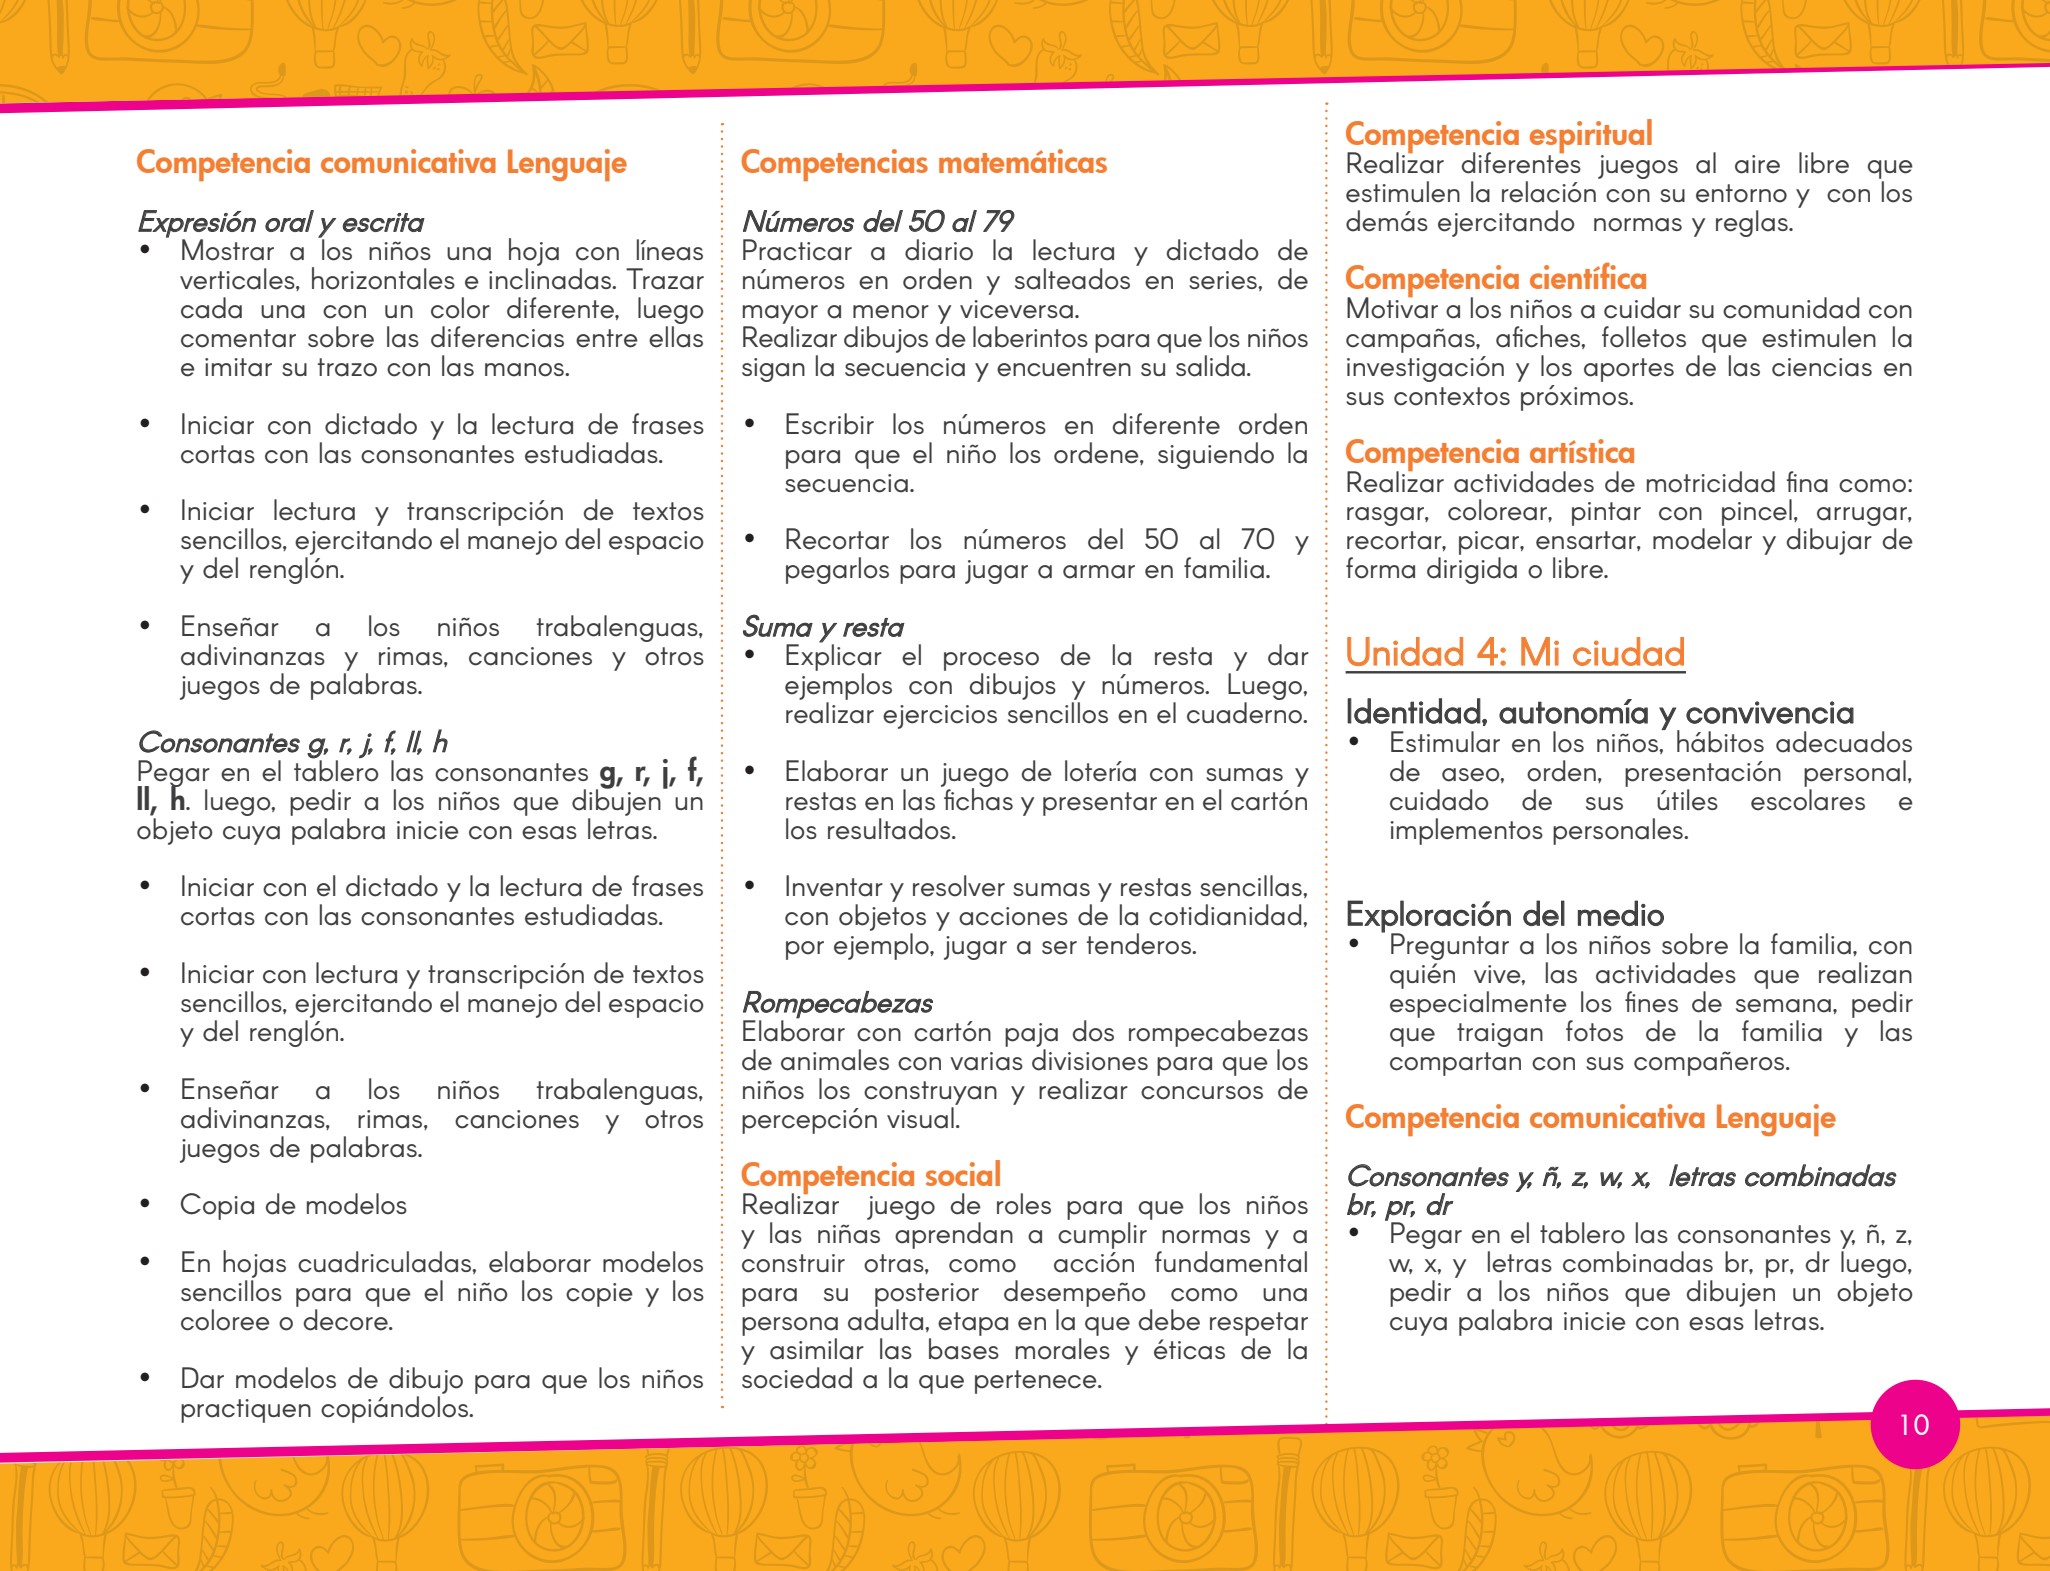 Competencia comunicativa Lenguaje
Expresión oral y escrita
• Mostrar a los niños una hoja con líneas
verticales, horizontales e inclinadas. Trazar
cada una con un color diferente, luego
comentar sobre las diferencias entre ellas
e imitar su trazo con las manos.
• Iniciar con dictado y la lectura de frases
cortas con las consonantes estudiadas.
• Iniciar lectura y transcripción de textos
sencillos, ejercitando el manejo del espacio
y del renglón.
• Enseñar a los niños trabalenguas,
adivinanzas y rimas, canciones y otros
juegos de palabras.
Consonantes g, r, j, f, ll, h
Pegar en el tablero las consonantes g, r, j, f,
ll, h. luego, pedir a los niños que dibujen un
objeto cuya palabra inicie con esas letras.
• Iniciar con el dictado y la lectura de frases
cortas con las consonantes estudiadas.
• Iniciar con lectura y transcripción de textos
sencillos, ejercitando el manejo del espacio
y del renglón.
• Enseñar a los niños trabalenguas,
adivinanzas, rimas, canciones y otros
juegos de palabras.
• Copia de modelos
• En hojas cuadriculadas, elaborar modelos
sencillos para que el niño los copie y los
coloree o decore.
• Dar modelos de dibujo para que los niños
practiquen copiándolos.
Competencias matemáticas
Números del 50 al 79
Practicar a diario la lectura y dictado de
números en orden y salteados en series, de
mayor a menor y viceversa.
Realizar dibujos de laberintos para que los niños
sigan la secuencia y encuentren su salida.
• Escribir los números en diferente orden
para que el niño los ordene, siguiendo la
secuencia.
• Recortar los números del 50 al 70 y
pegarlos para jugar a armar en familia.
Suma y resta
• Explicar el proceso de la resta y dar
ejemplos con dibujos y números. Luego,
realizar ejercicios sencillos en el cuaderno.
• Elaborar un juego de lotería con sumas y
restas en las fichas y presentar en el cartón
los resultados.
• Inventar y resolver sumas y restas sencillas,
con objetos y acciones de la cotidianidad,
por ejemplo, jugar a ser tenderos.
Rompecabezas
Elaborar con cartón paja dos rompecabezas
de animales con varias divisiones para que los
niños los construyan y realizar concursos de
percepción visual.
Competencia social
Realizar juego de roles para que los niños
y las niñas aprendan a cumplir normas y a
construir otras, como acción fundamental
para su posterior desempeño como una
persona adulta, etapa en la que debe respetar
y asimilar las bases morales y éticas de la
sociedad a la que pertenece.
Competencia espiritual
Realizar diferentes juegos al aire libre que
estimulen la relación con su entorno y con los
demás ejercitando normas y reglas.
Competencia científica
Motivar a los niños a cuidar su comunidad con
campañas, afiches, folletos que estimulen la
investigación y los aportes de las ciencias en
sus contextos próximos.
Competencia artística
Realizar actividades de motricidad fina como:
rasgar, colorear, pintar con pincel, arrugar,
recortar, picar, ensartar, modelar y dibujar de
forma dirigida o libre.
Unidad 4: Mi ciudad
Identidad, autonomía y convivencia
• Estimular en los niños, hábitos adecuados
de aseo, orden, presentación personal,
cuidado de sus útiles escolares e
implementos personales.
Exploración del medio
• Preguntar a los niños sobre la familia, con
quién vive, las actividades que realizan
especialmente los fines de semana, pedir
que traigan fotos de la familia y las
compartan con sus compañeros.
Competencia comunicativa Lenguaje
Consonantes y, ñ, z, w, x, letras combinadas
br, pr, dr
• Pegar en el tablero las consonantes y, ñ, z,
w, x, y letras combinadas br, pr, dr luego,
pedir a los niños que dibujen un objeto
cuya palabra inicie con esas letras.
10